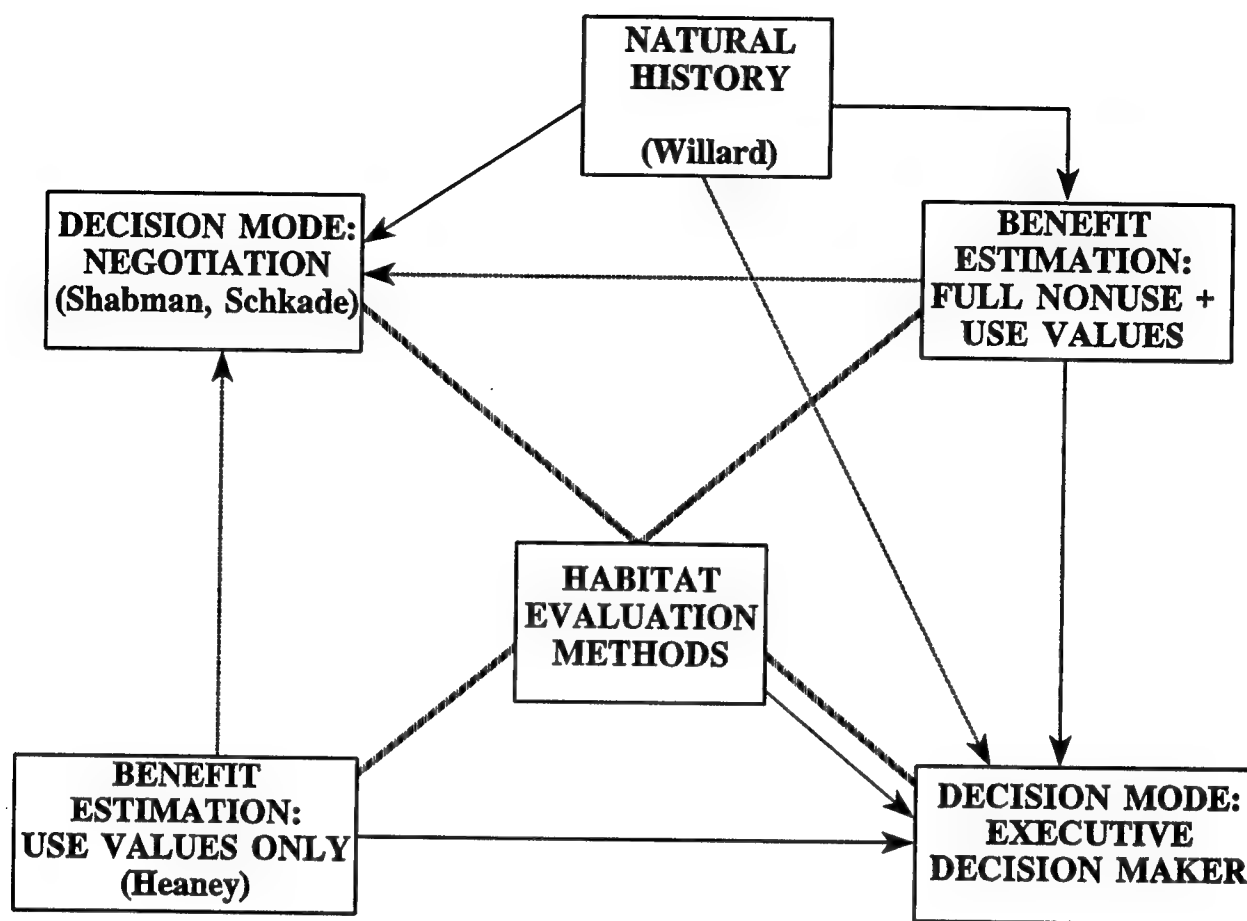 NATURAL
HISTORY
(Willard)
DECISION MODE:
NEGOTIATION
(Shabman, Schkade)
BENEFIT
ESTIMATION:
FULL NONUSE +
USE VALUES
HABITAT
EVALUATION
METHODS
BENEFIT
ESTIMATION:
USE VALUES ONLY
(Heaney)
DECISION MODE:
EXECUTIVE
DECISION MAKER